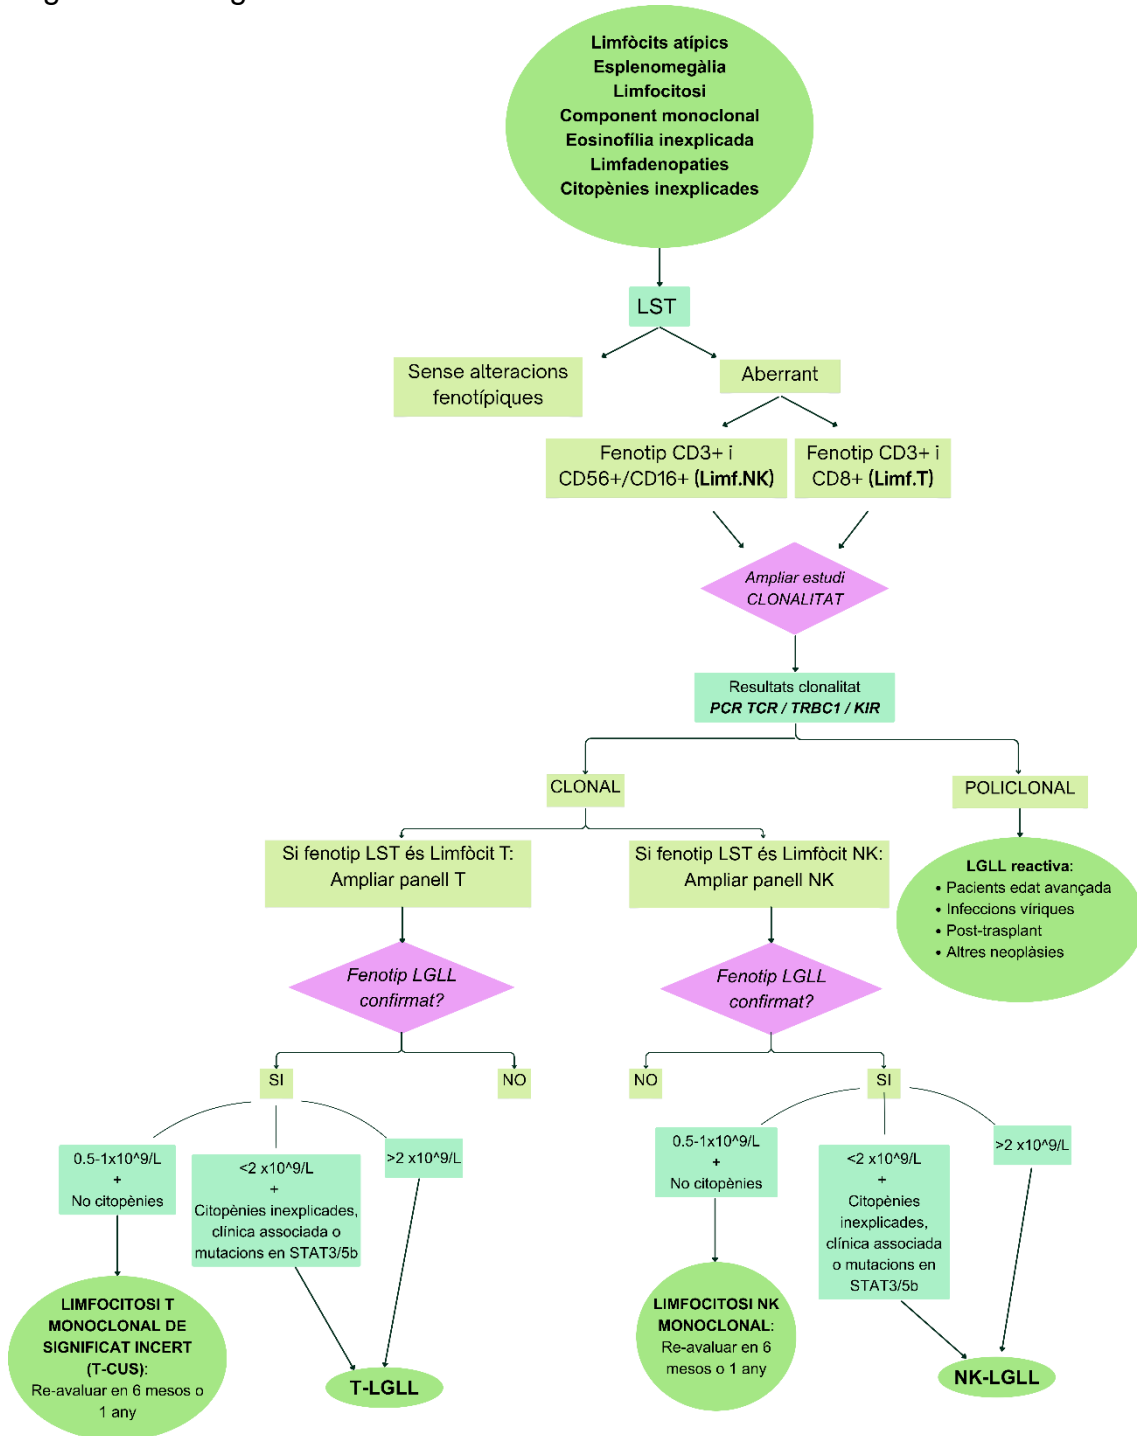 Limfòcits atípics
Esplenomegàlia
Limfocitosi
Component monoclonal
Eosinofília inexplicada
Limfadenopaties
Citopènies inexplicades
LST
Sense alteracions
fenotípiques
Aberrant
Fenotip CD3+ i
CD56+/CD16+ (Limf.NK)
Fenotip CD3+ i
CD8+ (Limf.T)
Ampliar estudi
CLONALITAT
Resultats clonalitat
PCR TCR / TRBC1 / KIR
CLONAL
POLICLONAL
Si fenotip LST és Limfòcit T:
Ampliar panell T
Si fenotip LST és Limfòcit NK:
Ampliar panell NK
LGLL reactiva:
• Pacients edat avançada
• Infeccions víriques
• Post-trasplant
• Altres neoplàsies
Fenotip LGLL
confirmat?
Fenotip LGLL
confirmat?
SI
NO
NO
SI
0.5-1x10^9/L
+
No citopènies
<2 x10^9/L
+
Citopènies inexplicades,
clínica associada o
mutacions en STAT3/5b
>2 x10^9/L
0.5-1x10^9/L
+
No citopènies
<2 x10^9/L
+
Citopènies
inexplicades,
clínica associada
o mutacions en
STAT3/5b
>2 x10^9/L
LIMFOCITOSI T
MONOCLONAL DE
SIGNIFICAT INCERT
(T-CUS):
Re-avaluar en 6 mesos o
1 any
T-LGLL
LIMFOCITOSI NK
MONOCLONAL:
Re-avaluar en 6
mesos o 1 any
NK-LGLL